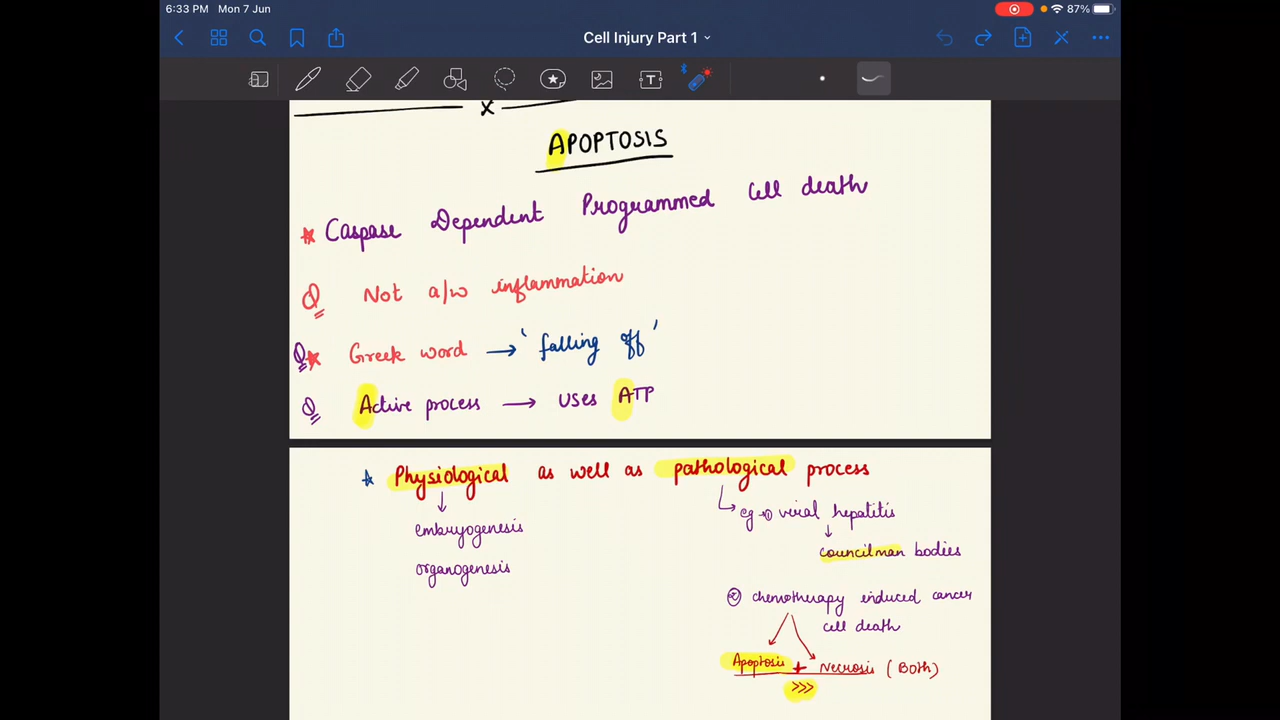 6:33 PM Mon 7 Jun 87%
Cell Injury Part 1
T
x
APOPTOSIS
Caspase Dependent Programmed Cell death
Q Not a/w inflammation
Q Greek word → ' falling off '
Q Active process → uses ATP
Physiological as well as pathological process
embryogenesis
organogenesis
eg → ① viral hepatitis
councilman bodies
② chemotherapy induced cancer
cell death
Apoptosis + Necrosis (Both)
>>>